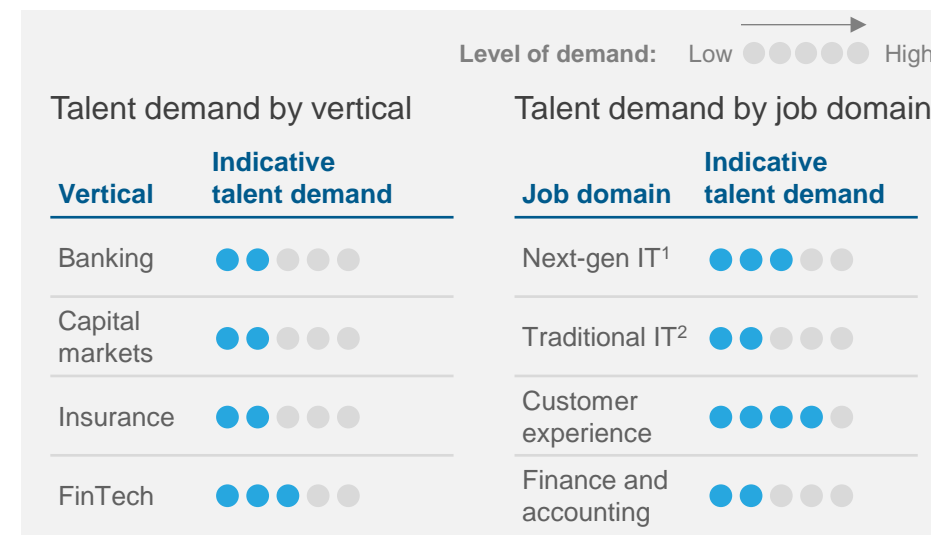 Level of demand: Low High
Talent demand by vertical
Vertical Indicative talent demand
Banking
Capital markets
Insurance
FinTech
Talent demand by job domain
Job domain Indicative talent demand
Next-gen IT1
Traditional IT2
Customer experience
Finance and accounting